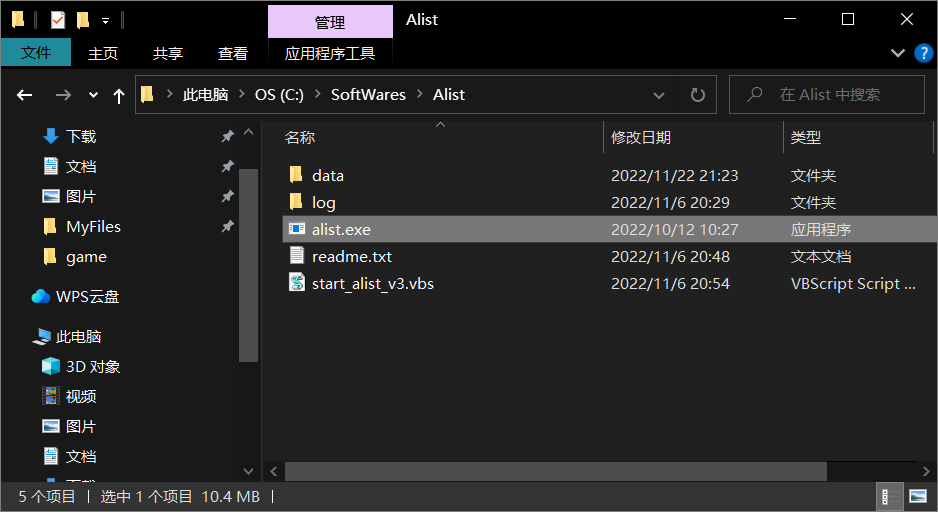 管理
Alist
文件
主页
共享
查看
应用程序工具
此电脑 OS (C:) SoftWares Alist
在 Alist 中搜索
下载
文档
图片
MyFiles
game
WPS云盘
此电脑
3D 对象
视频
图片
文档
名称 修改日期 类型
data 2022/11/22 21:23 文件夹
log 2022/11/6 20:29 文件夹
alist.exe 2022/10/12 10:27 应用程序
readme.txt 2022/11/6 20:48 文本文档
start_alist_v3.vbs 2022/11/6 20:54 VBScript Script ...
5 个项目 选中 1 个项目 10.4 MB